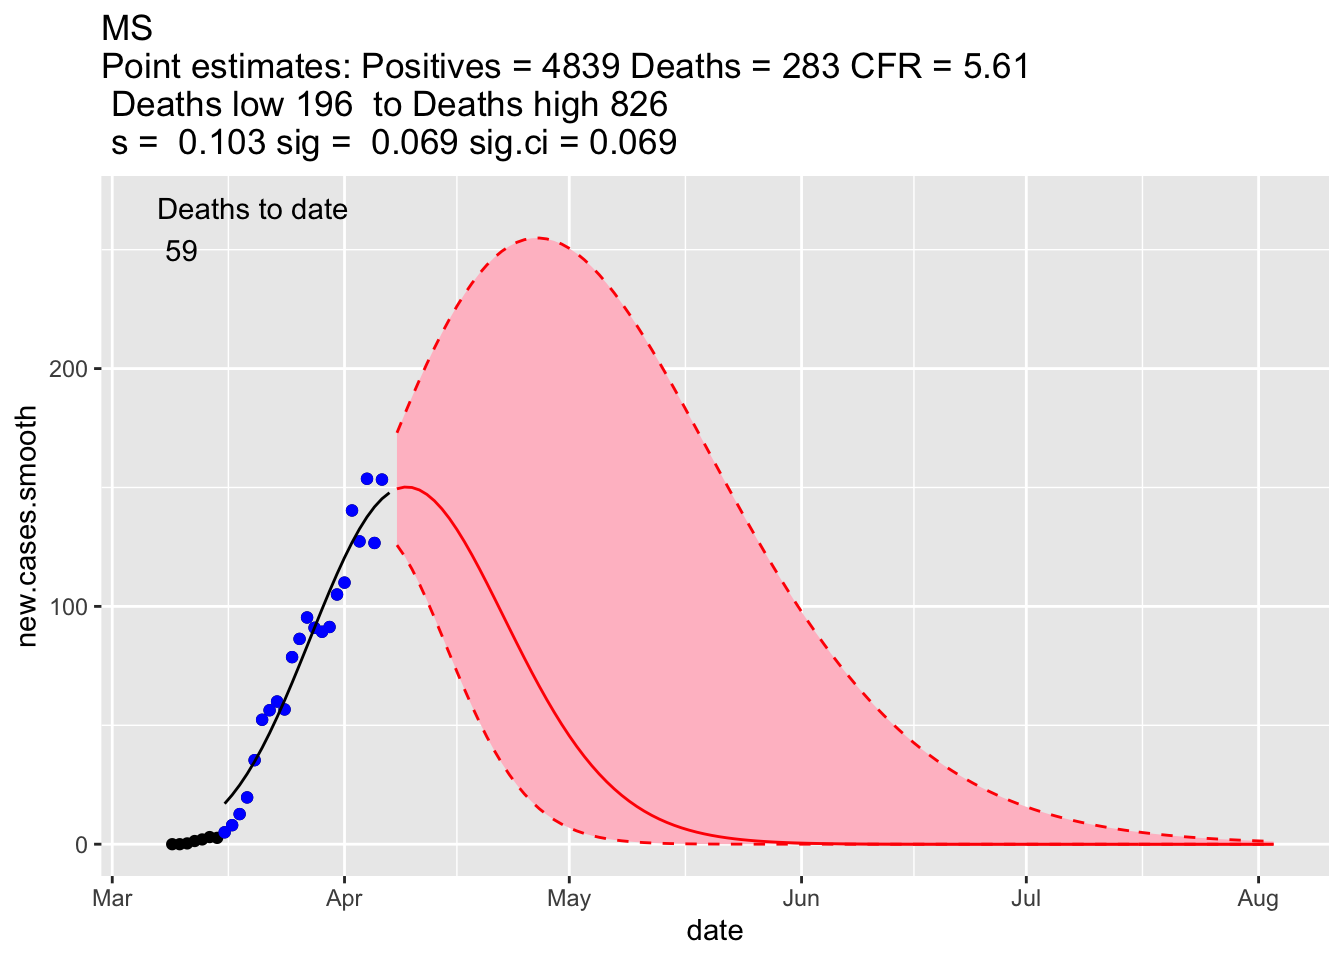 MS
Point estimates: Positives = 4839 Deaths = 283 CFR = 5.61
Deaths low 196  to Deaths high 826
s =  0.103 sig =  0.069 sig.ci = 0.069
Deaths to date
59
200
100
0
new.cases.smooth
Mar Apr May Jun Jul Aug
date